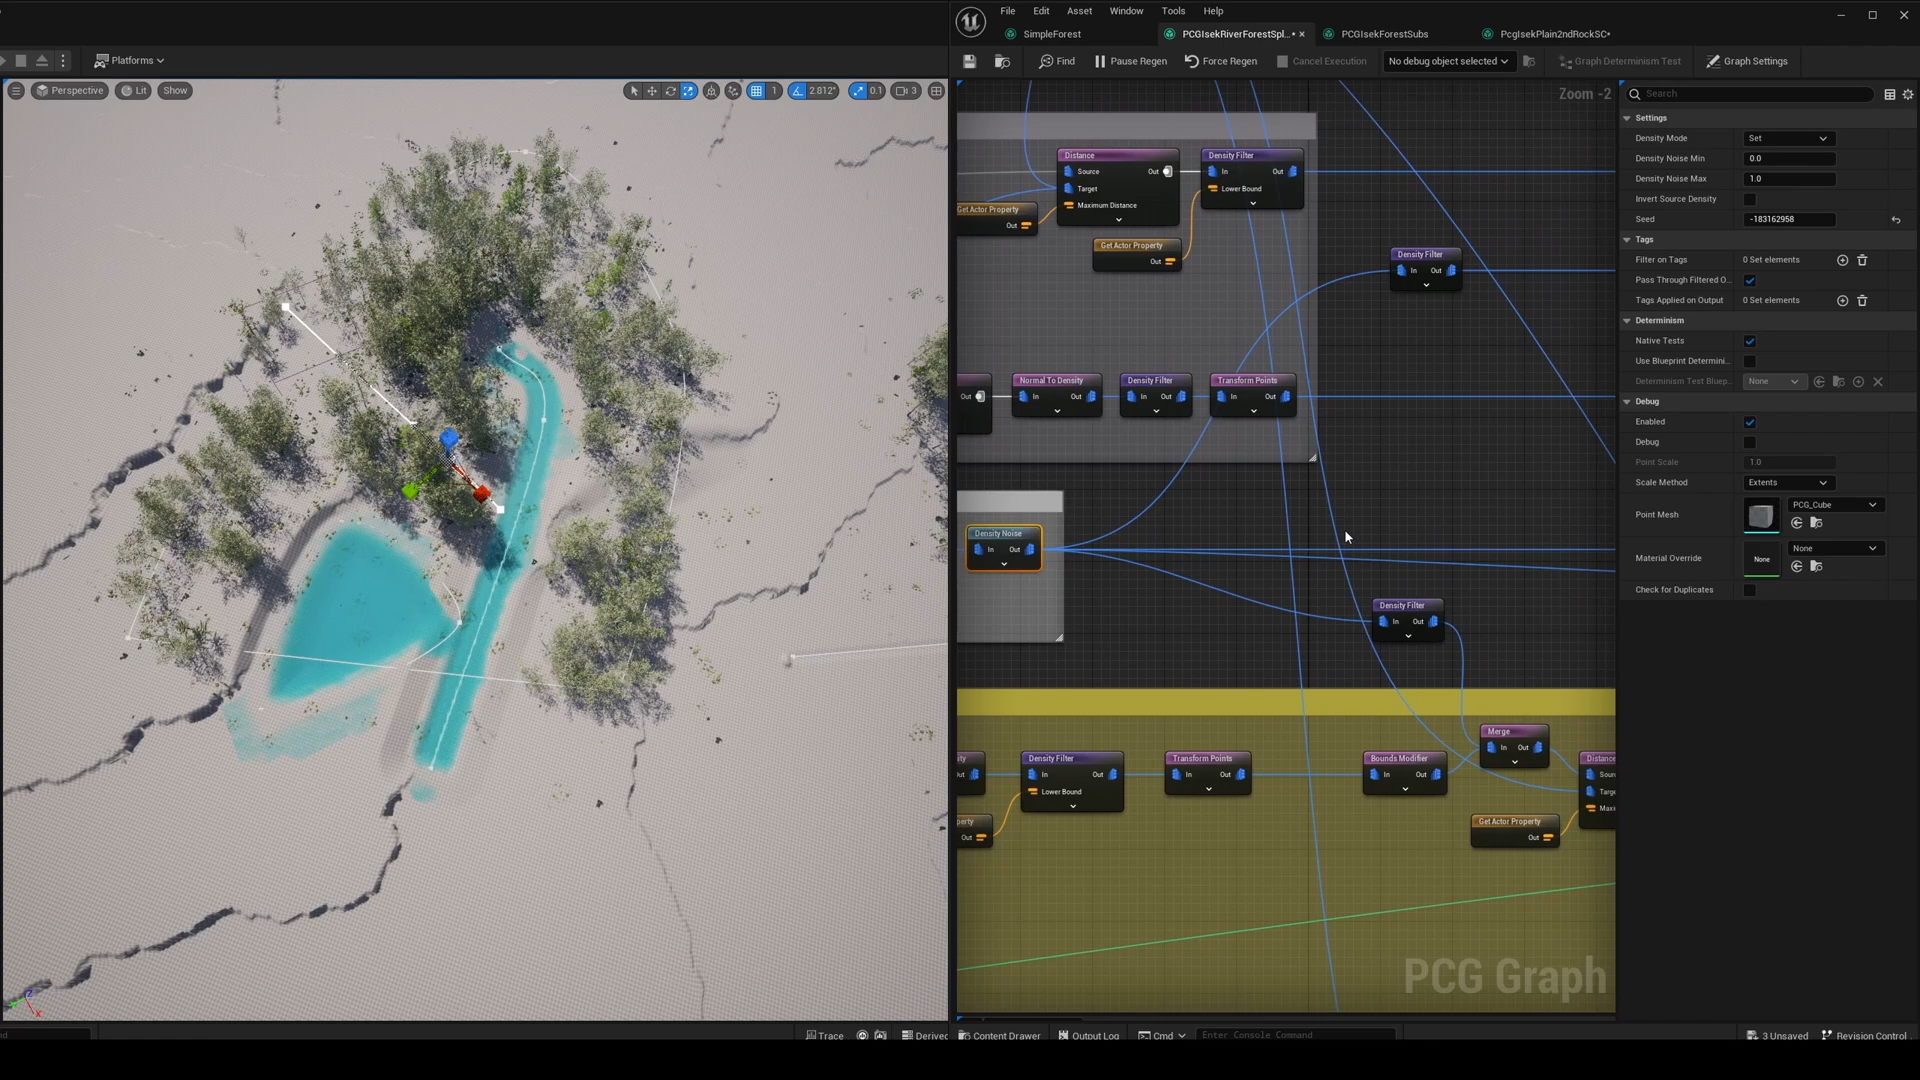 File Edit Asset Window Tools Help
SimpleForest PCGIsekRiverForestSpl...* × PCGIsekForestSubs PcgIsekPlain2ndRockSC*
Platforms
Find Pause Regen Force Regen Cancel Execution No debug object selected Graph Determinism Test Graph Settings
Perspective Lit Show 1 2.812° 0.1 3
Zoom -2
Distance
Source Out
Target
Maximum Distance
Density Filter
In Out
Lower Bound
Get Actor Property
Out
Get Actor Property
Out
Density Filter
In Out
Out
Normal To Density
In Out
Density Filter
In Out
Transform Points
In Out
Density Noise
In Out
Density Filter
In Out
Merge
In Out
Density Filter
In Out
Lower Bound
Transform Points
In Out
Bounds Modifier
In Out
Distance
Get Actor Property
Out
Out
PCG Graph
Search
Settings
Density Mode Set
Density Noise Min 0.0
Density Noise Max 1.0
Invert Source Density
Seed -183162958
Tags
Filter on Tags 0 Set elements
Pass Through Filtered O...
Tags Applied on Output 0 Set elements
Determinism
Native Tests
Use Blueprint Determini...
Determinism Test Bluep... None
Debug
Enabled
Debug
Point Scale 1.0
Scale Method Extents
Point Mesh PCG_Cube
Material Override None None
Check for Duplicates
Trace Derived Content Drawer Output Log Cmd Enter Console Command 3 Unsaved Revision Control